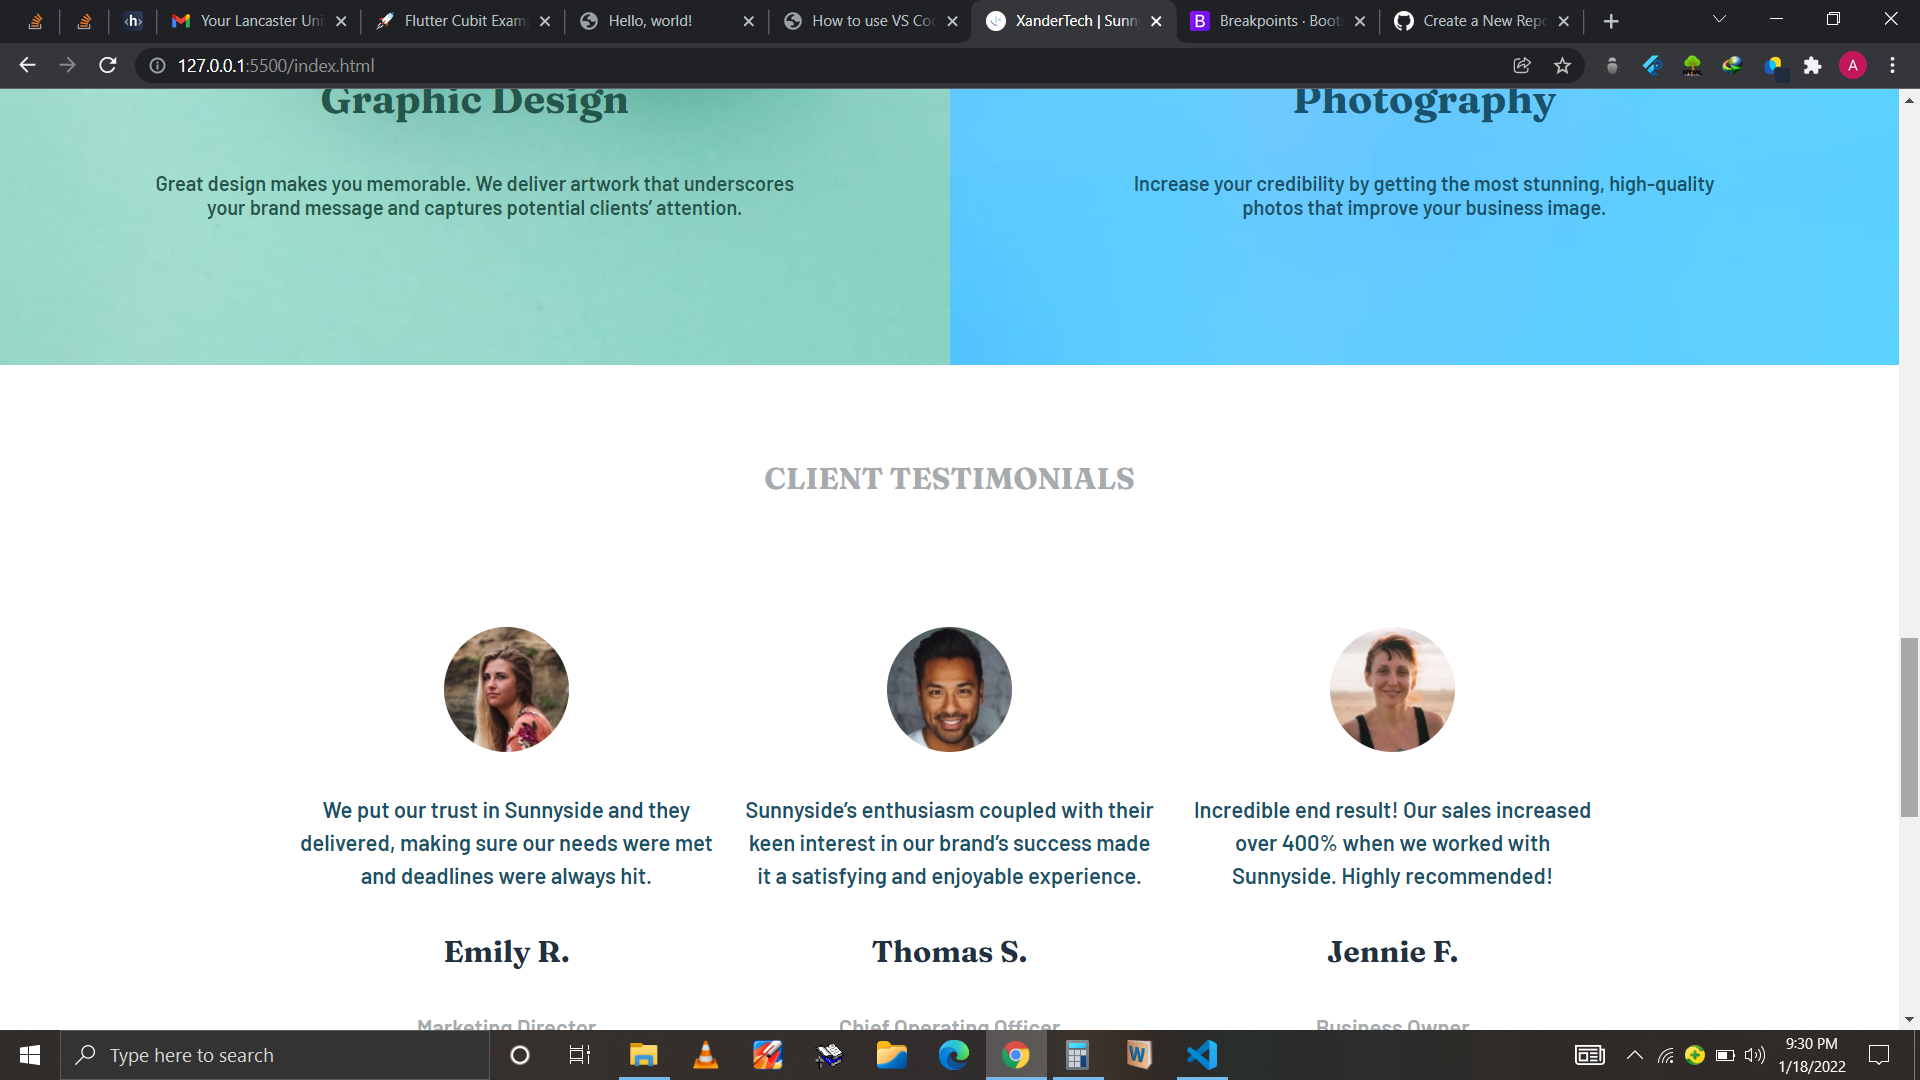 Your Lancaster Uni
Flutter Cubit Exam
Hello, world!
How to use VS Co
XanderTech | Sunn
B
Breakpoints · Boot
Create a New Repo
127.0.0.1:5500/index.html
A
Graphic Design
Great design makes you memorable. We deliver artwork that underscores
your brand message and captures potential clients’ attention.
Photography
Increase your credibility by getting the most stunning, high-quality
photos that improve your business image.
CLIENT TESTIMONIALS
We put our trust in Sunnyside and they
delivered, making sure our needs were met
and deadlines were always hit.
Emily R.
Marketing Director
Sunnyside’s enthusiasm coupled with their
keen interest in our brand’s success made
it a satisfying and enjoyable experience.
Thomas S.
Chief Operating Officer
Incredible end result! Our sales increased
over 400% when we worked with
Sunnyside. Highly recommended!
Jennie F.
Business Owner
Type here to search
9:30 PM
1/18/2022